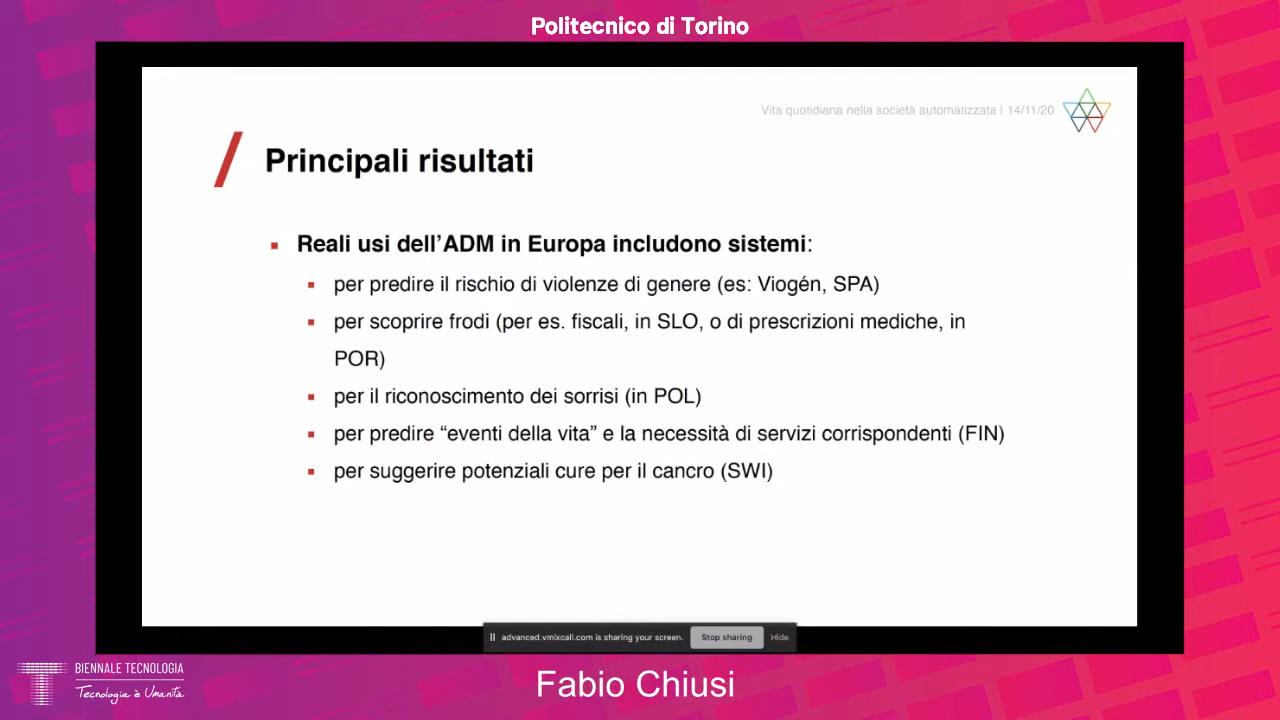 Politecnico di Torino
Vita quotidiana nella società automatizzata | 14/11/20
Principali risultati
Reali usi dell'ADM in Europa includono sistemi:
per predire il rischio di violenze di genere (es: Viogén, SPA)
per scoprire frodi (per es. fiscali, in SLO, o di prescrizioni mediche, in
POR)
per il riconoscimento dei sorrisi (in POL)
per predire “eventi della vita” e la necessità di servizi corrispondenti (FIN)
per suggerire potenziali cure per il cancro (SWI)
advanced.vmixcall.com is sharing your screen. Stop sharing Hide
BIENNALE TECNOLOGIA
Tecnologia è Umanità
Fabio Chiusi